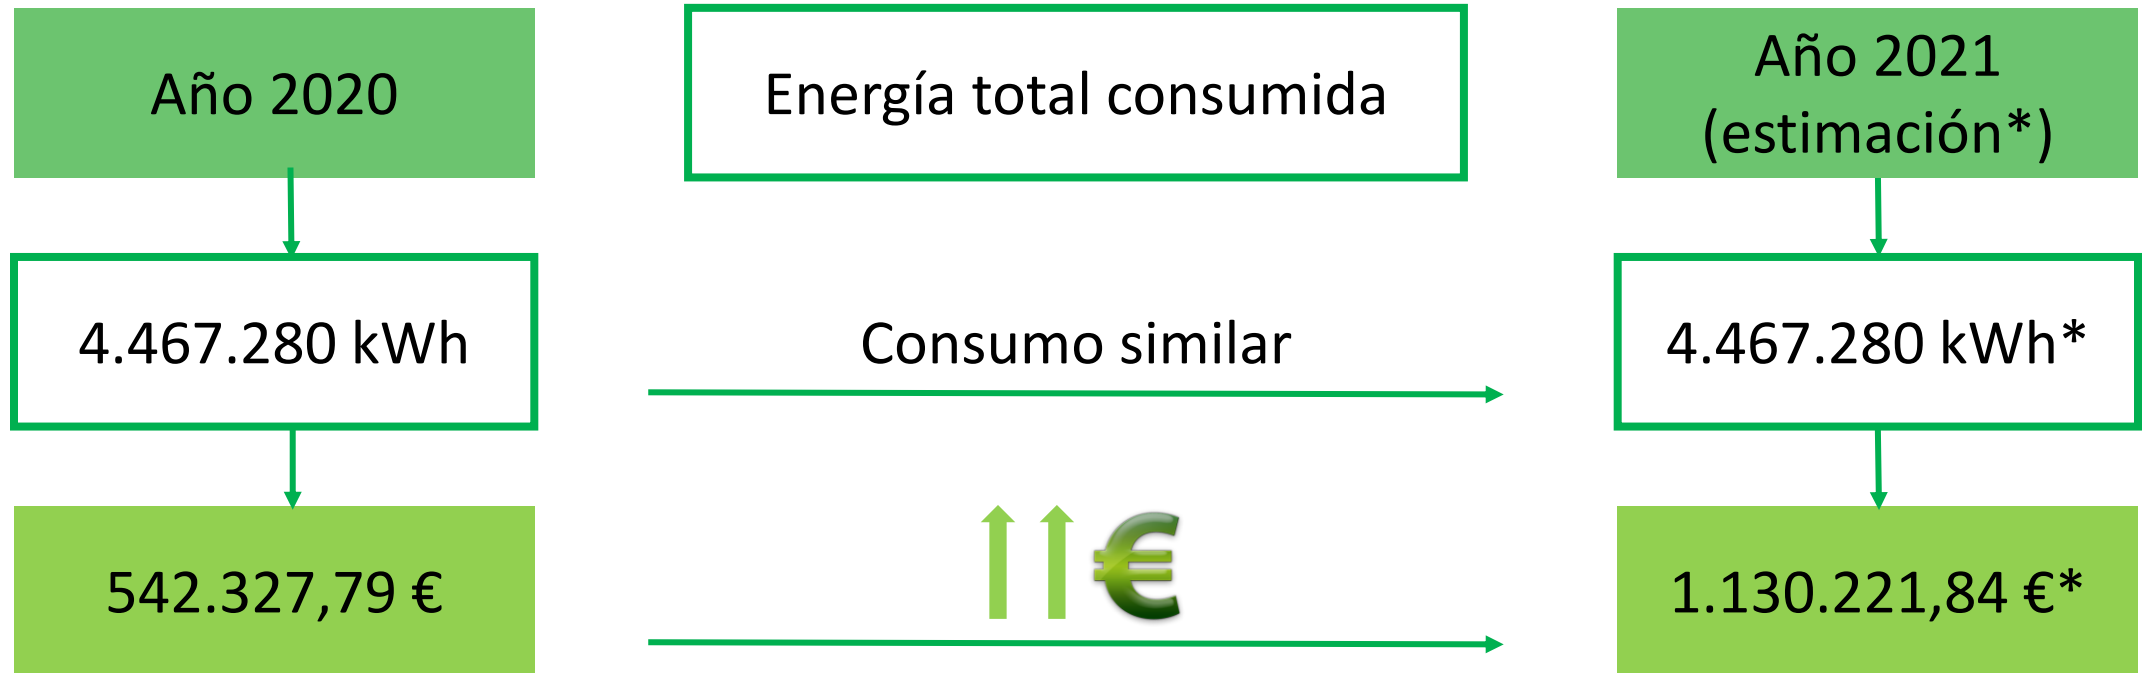 Año 2020
Energía total consumida
Año 2021
(estimación*)
4.467.280 kWh
Consumo similar
4.467.280 kWh*
542.327,79 €
€
1.130.221,84 €*